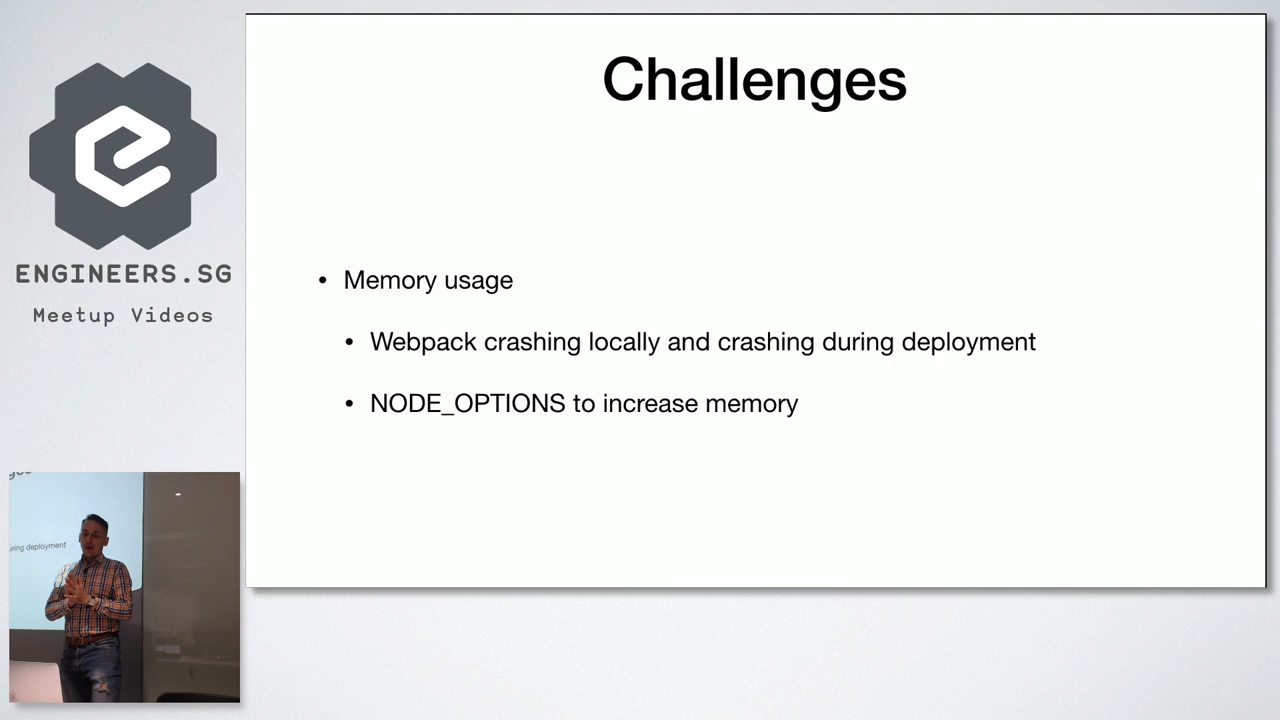 Challenges
ENGINEERS.SG
Meetup Videos
• Memory usage
• Webpack crashing locally and crashing during deployment
• NODE_OPTIONS to increase memory
uring deployment